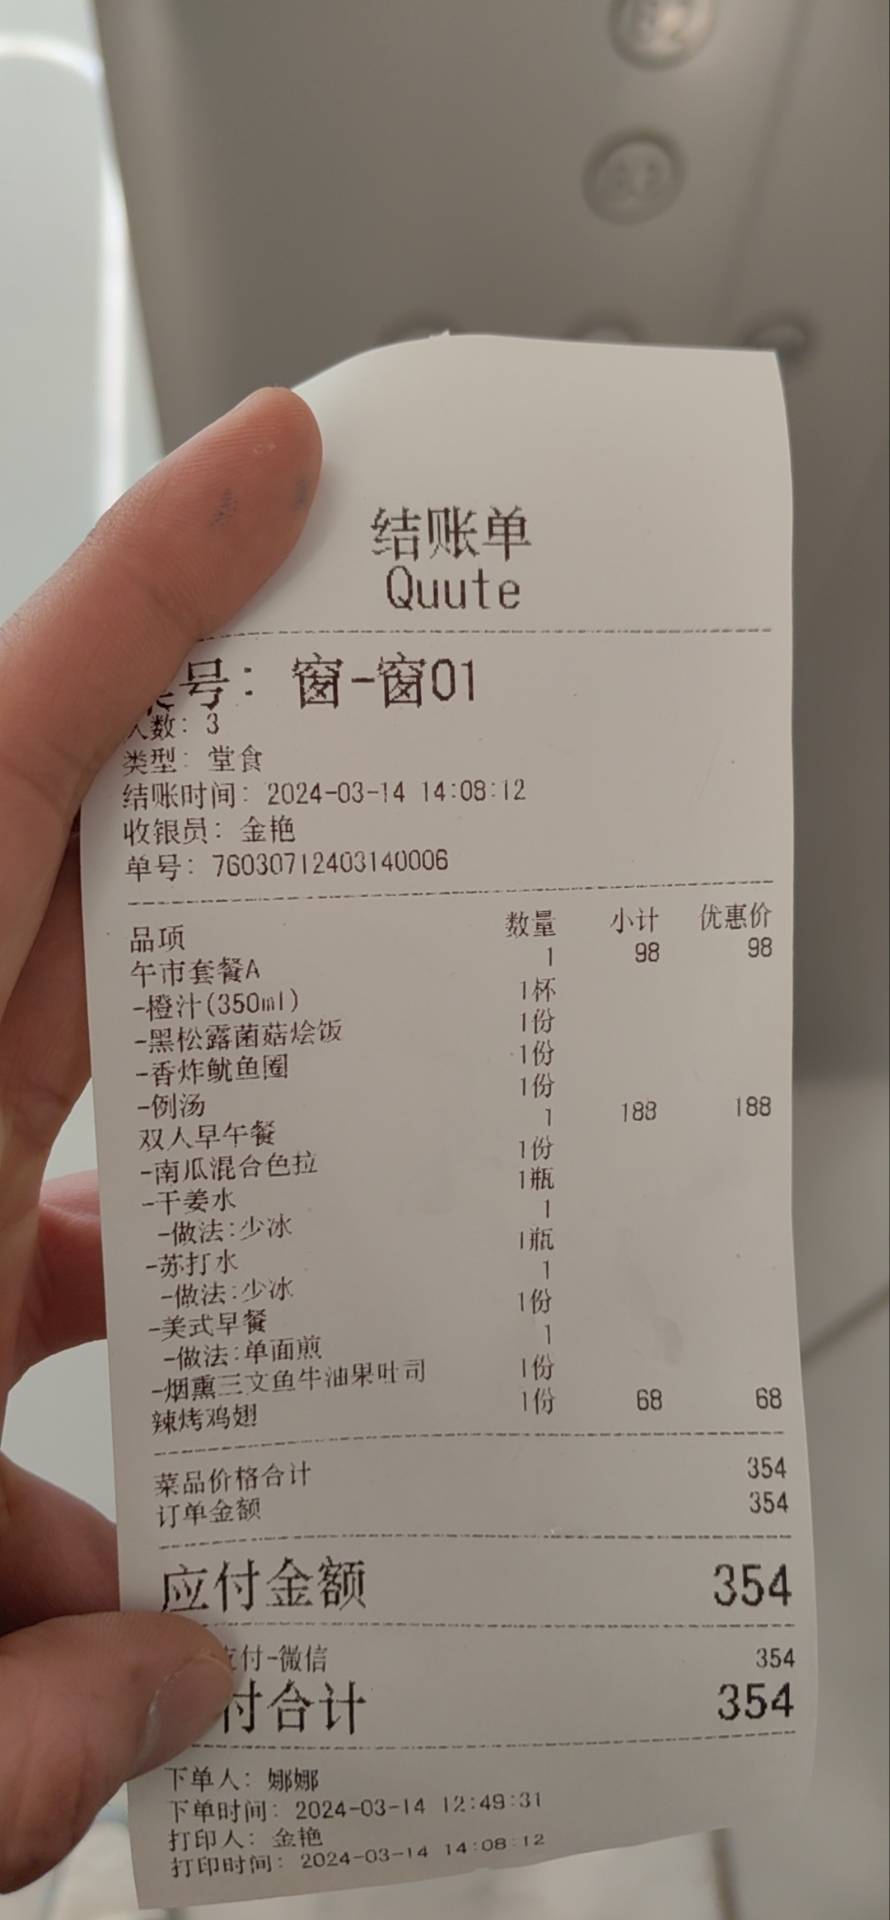 结账单
Quute
号: 窗-窗01
人数: 3
类型: 堂食
结账时间: 2024-03-14 14:08:12
收银员: 金艳
单号: 76030712403140006
品项 数量 小计 优惠价
午市套餐A 1 98 98
-橙汁(350ml) 1杯
-黑松露菌菇烩饭 1份
-香炸鱿鱼圈 1份
-例汤 1份
双人早午餐 1 188 188
-南瓜混合色拉 1份
-干姜水 1瓶
-做法:少冰 1
-苏打水 1瓶
-做法:少冰 1
-美式早餐 1份
-做法:单面煎 1
-烟熏三文鱼牛油果吐司 1份
辣烤鸡翅 1份 68 68
菜品价格合计 354
订单金额 354
应付金额 354
付-微信 354
付合计 354
下单人: 娜娜
下单时间: 2024-03-14 12:49:31
打印人: 金艳
打印时间: 2024-03-14 14:08:12